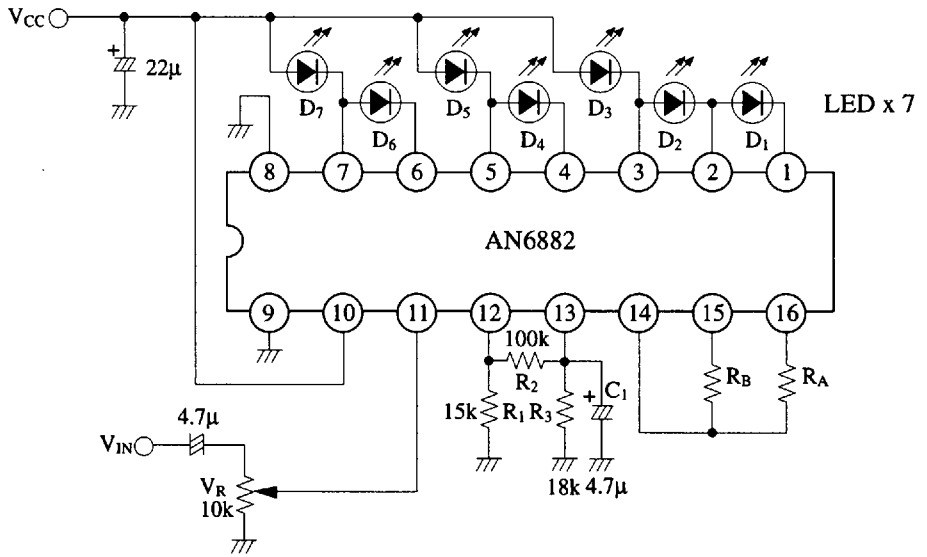 VCC
+
22μ
D7
D6
D5
D4
D3
D2
D1
LED x 7
8
7
6
5
4
3
2
1
AN6882
9
10
11
12
13
14
15
16
100k
R2
15k
R1
R3
+
C1
RB
RA
18k
4.7μ
4.7μ
VIN
VR
10k